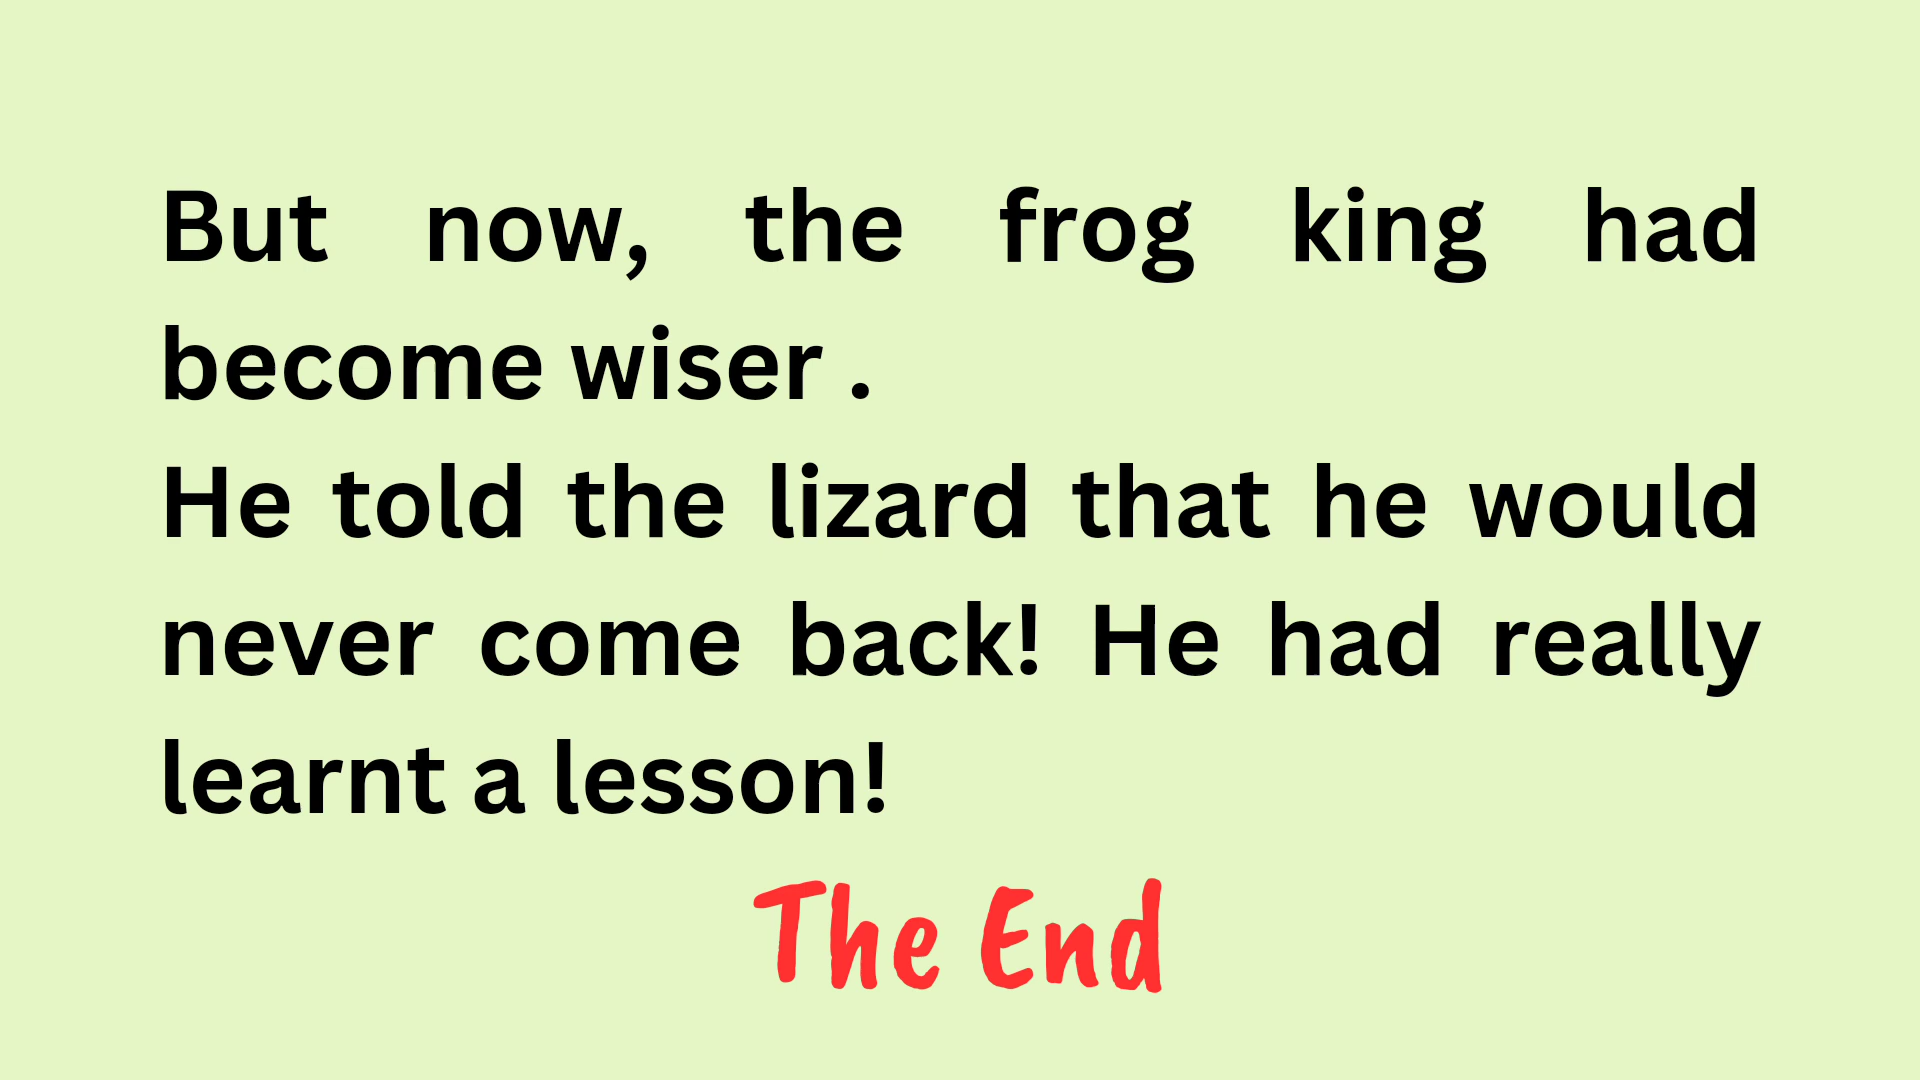 But now, the frog king had
become wiser .
He told the lizard that he would
never come back! He had really
learnt a lesson!
The End